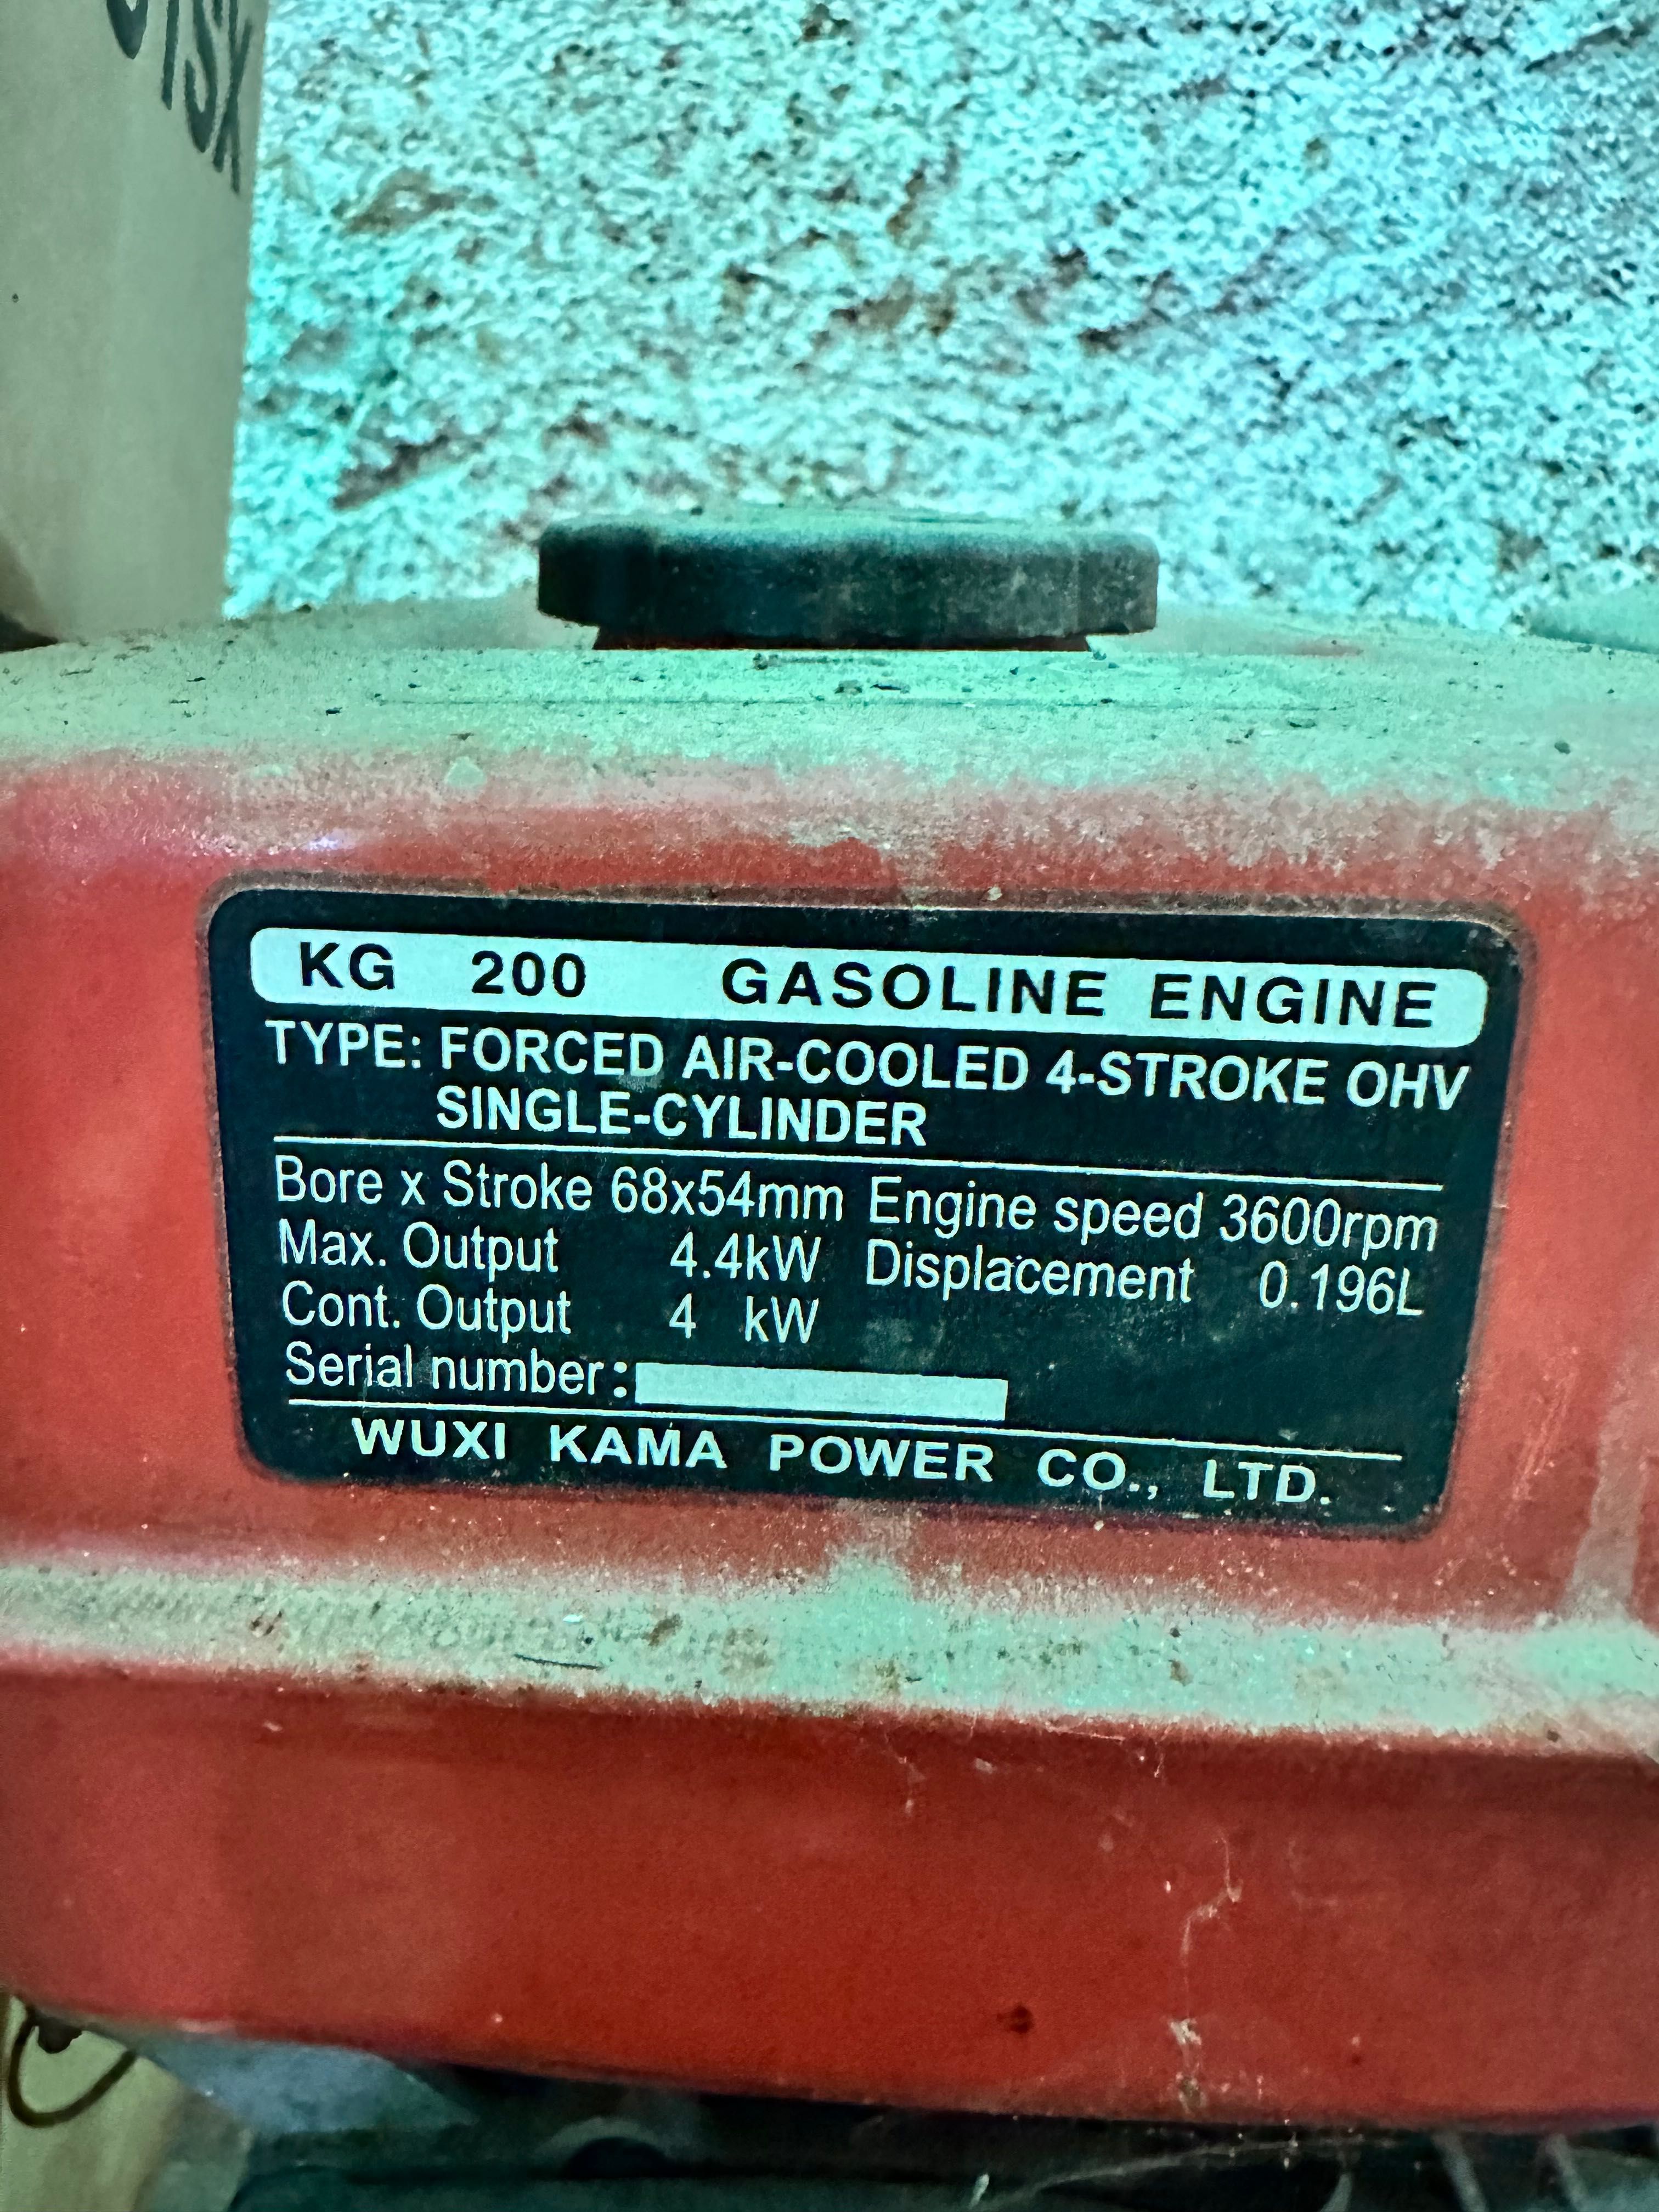 KG 200 GASOLINE ENGINE
TYPE: FORCED AIR-COOLED 4-STROKE OHV
SINGLE-CYLINDER
Bore x Stroke 68x54mm Engine speed 3600rpm
Max. Output 4.4kW Displacement 0.196L
Cont. Output 4 kW
Serial number:
WUXI KAMA POWER CO., LTD.